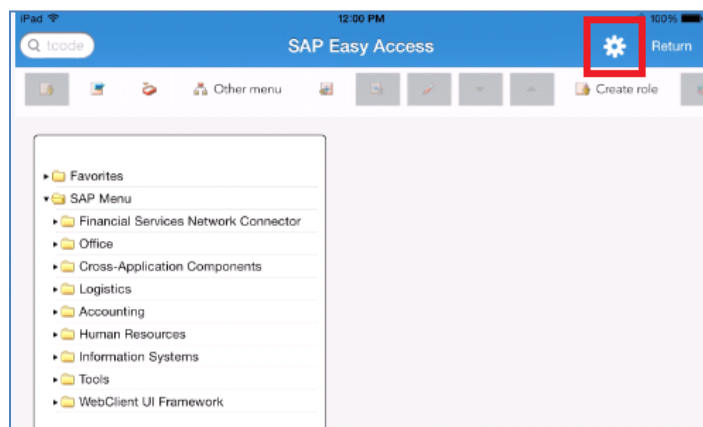 iPad 12:00 PM 100%
tcode SAP Easy Access Return
Other menu Create role
Favorites
SAP Menu
Financial Services Network Connector
Office
Cross-Application Components
Logistics
Accounting
Human Resources
Information Systems
Tools
WebClient UI Framework